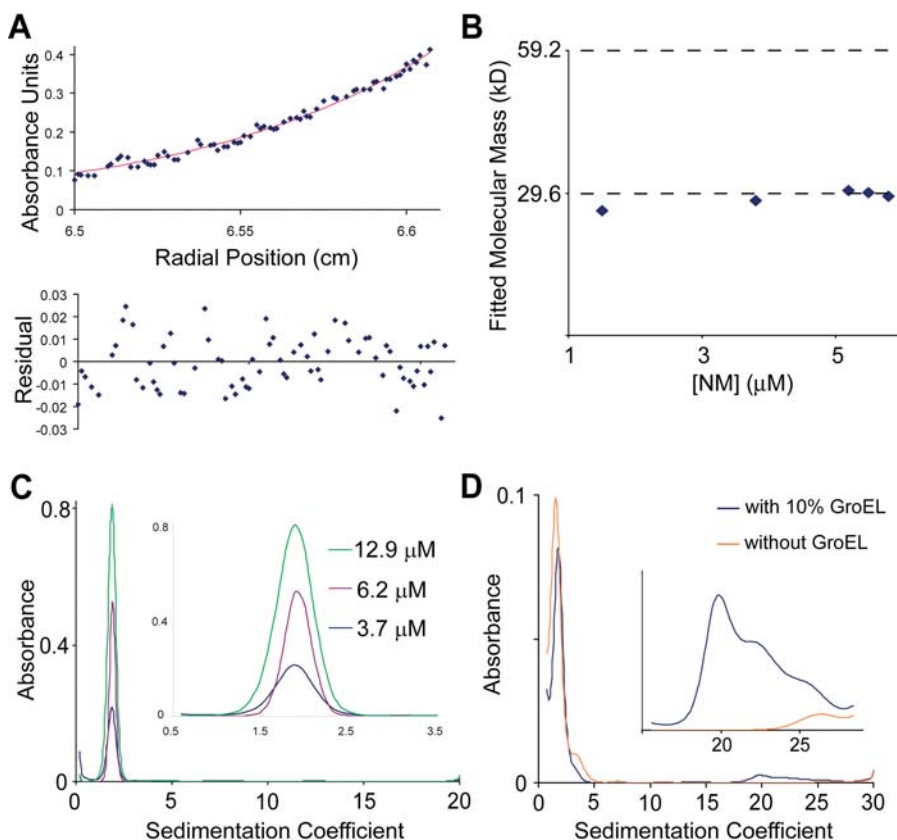 A
Absorbance Units
0.4
0.3
0.2
0.1
0
6.5
6.55
6.6
Radial Position (cm)
Residual
0.03
0.02
0.01
0
-0.01
-0.01
-0.03
B
Fitted Molecular Mass (kD)
59.2
29.6
1
3
5
[NM] (μM)
C
Absorbance
0.8
0.4
0
0
5
10
15
20
Sedimentation Coefficient
0.8
0.4
0
0.5
1.5
2.5
3.5
12.9 μM
6.2 μM
3.7 μM
D
Absorbance
0.1
0
0
5
10
15
20
25
30
Sedimentation Coefficient
with 10% GroEL
without GroEL
20
25